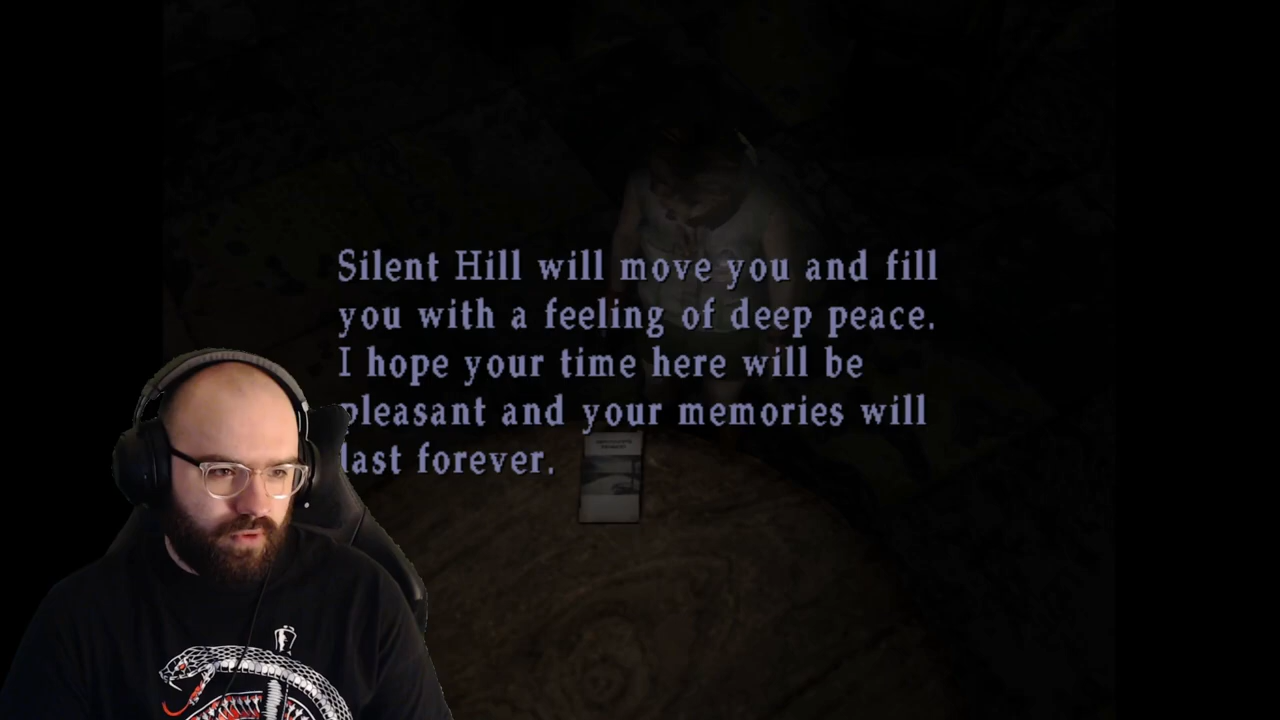 Silent Hill will move you and fill
you with a feeling of deep peace.
I hope your time here will be
pleasant and your memories will
last forever.